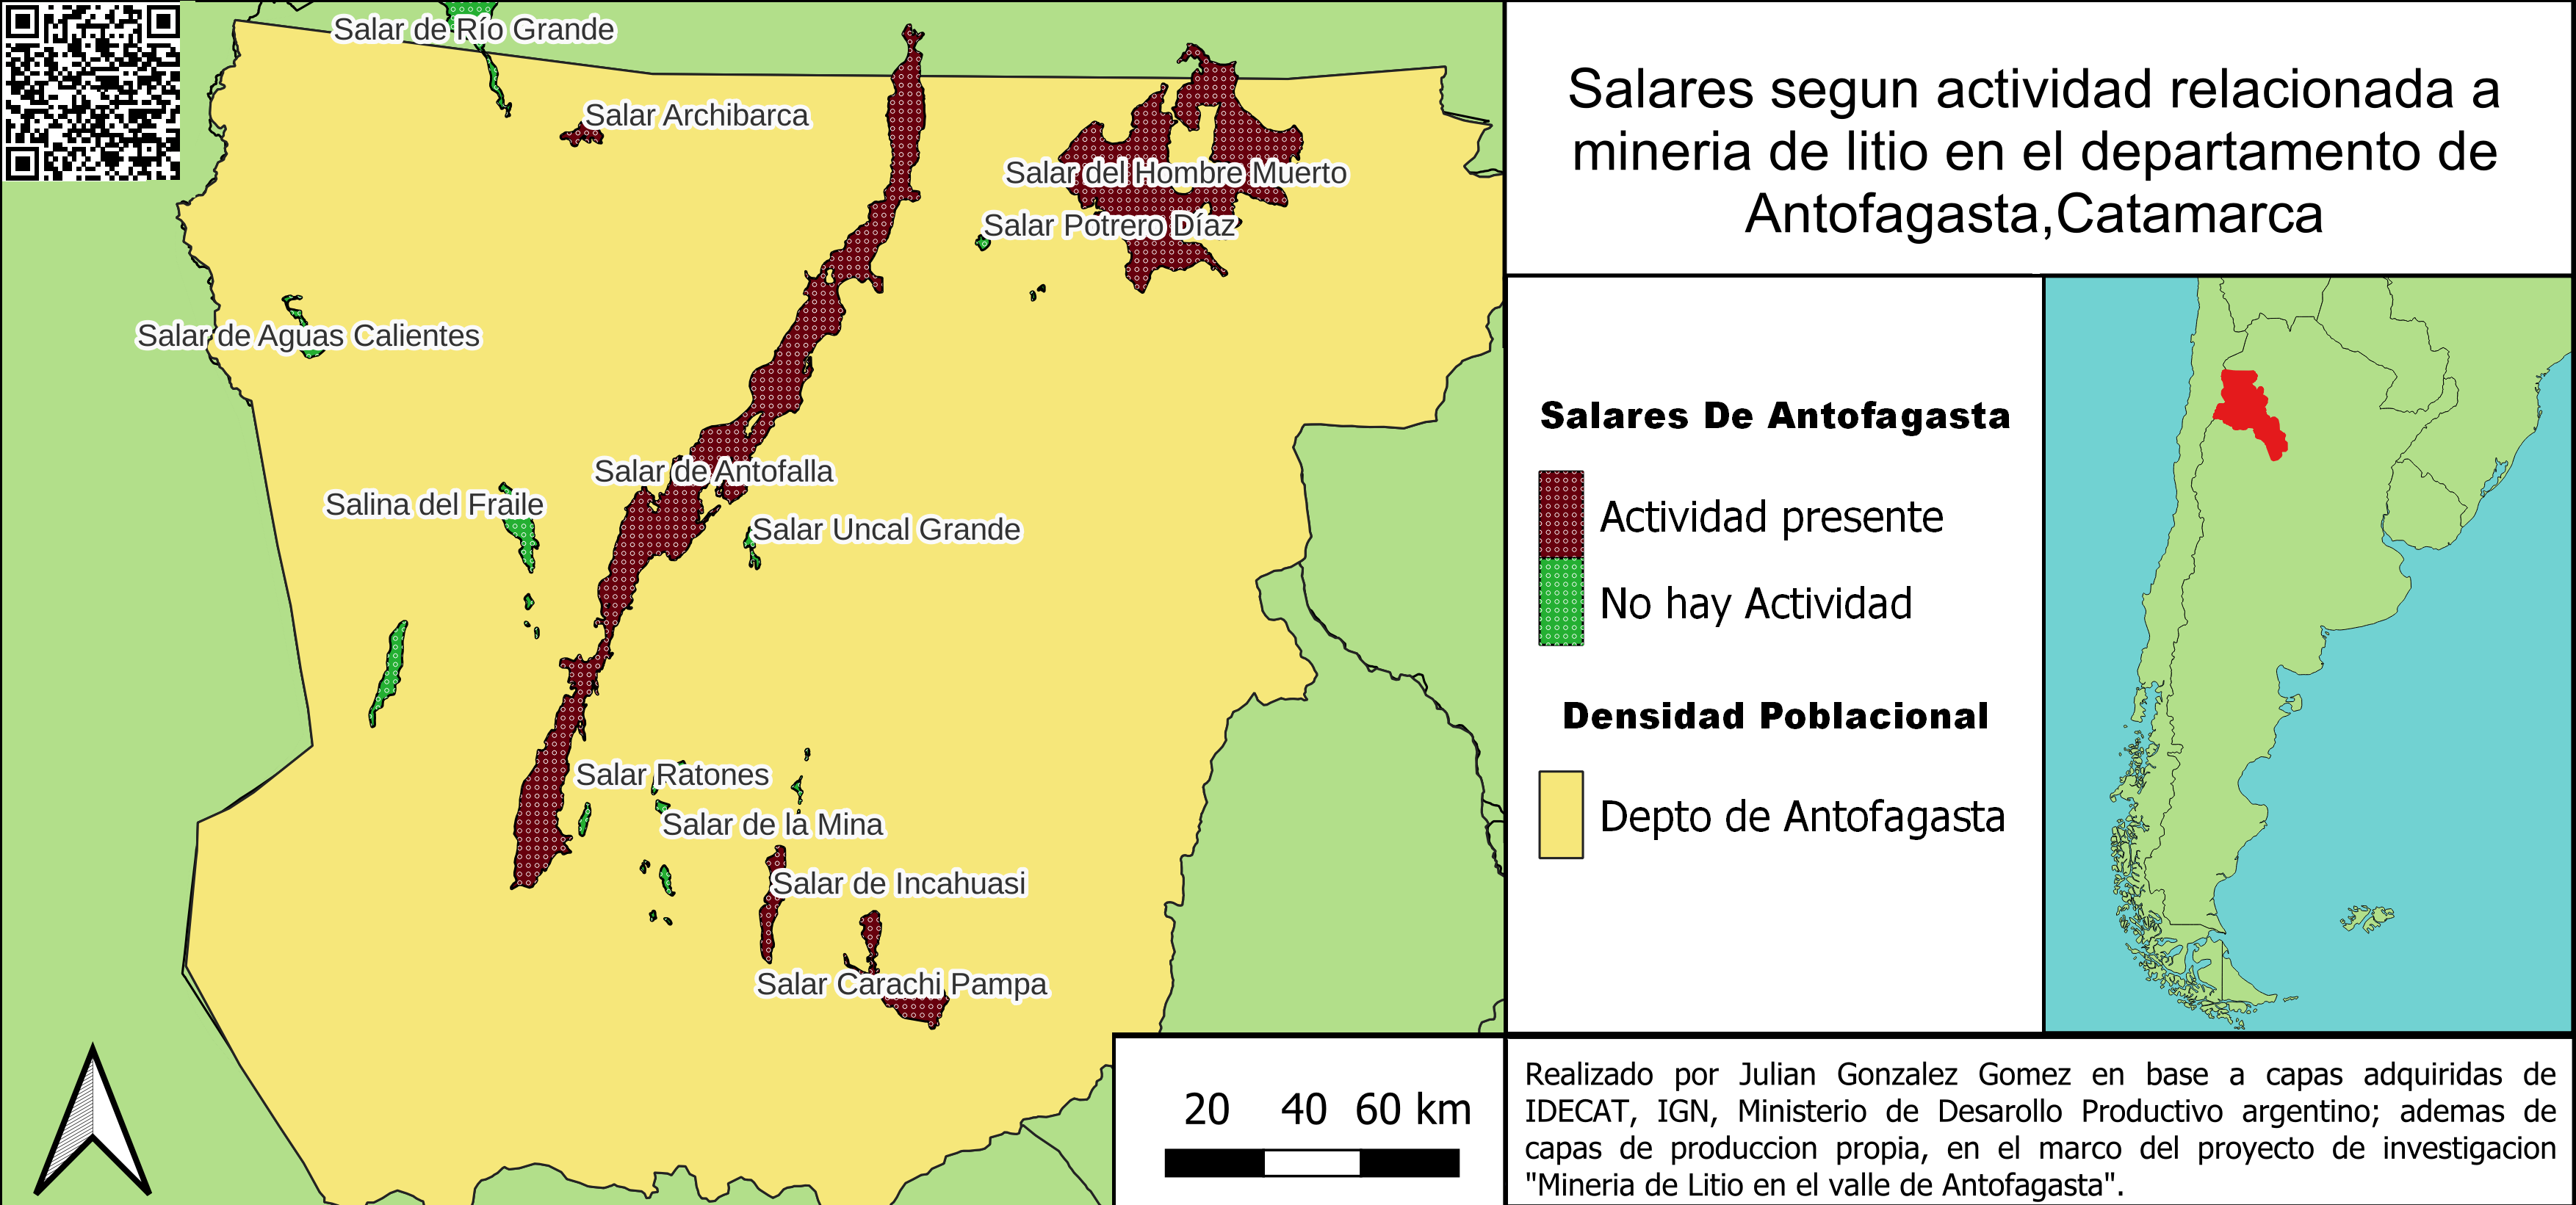 Salares segun actividad relacionada a
mineria de litio en el departamento de
Antofagasta,Catamarca
Salar de Río Grande
Salar Archibarca
Salar del Hombre Muerto
Salar Potrero Díaz
Salar de Aguas Calientes
Salar de Antofalla
Salina del Fraile
Salar Uncal Grande
Salar Ratones
Salar de la Mina
Salar de Incahuasi
Salar Carachi Pampa
Salares De Antofagasta
Actividad presente
No hay Actividad
Densidad Poblacional
Depto de Antofagasta
20 40 60 km
Realizado por Julian Gonzalez Gomez en base a capas adquiridas de
IDECAT, IGN, Ministerio de Desarollo Productivo argentino; ademas de
capas de produccion propia, en el marco del proyecto de investigacion
"Mineria de Litio en el valle de Antofagasta".